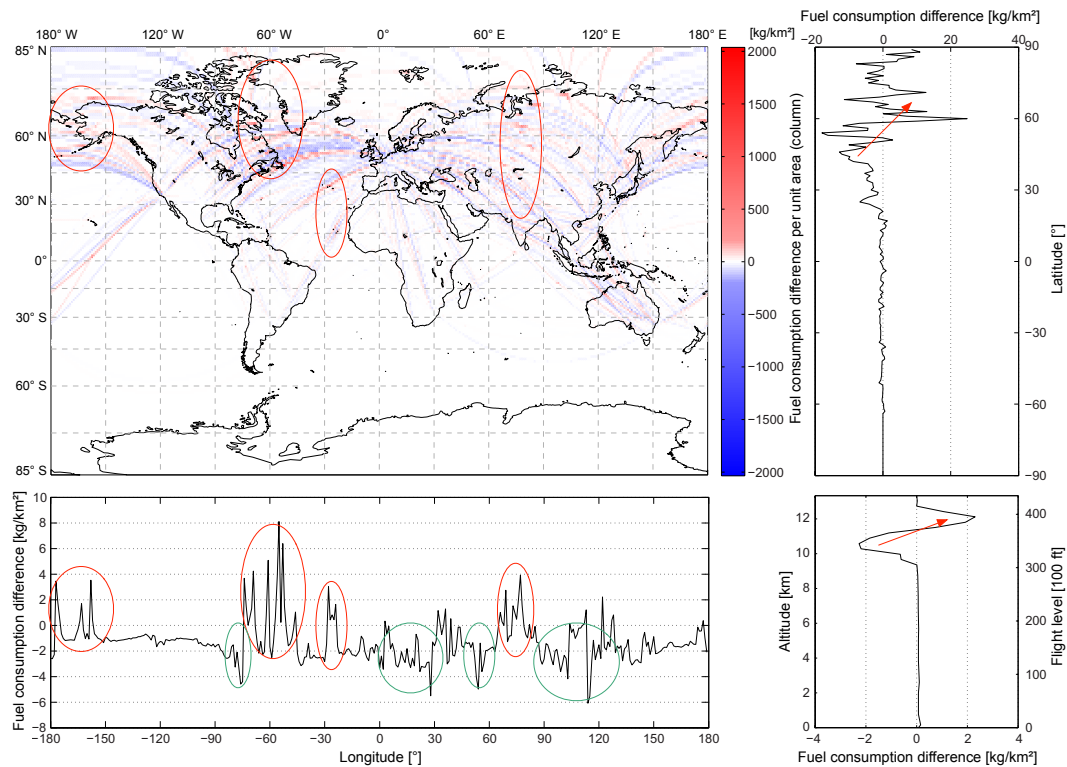 180° W 120° W 60° W 0° 60° E 120° E 180° E
85° N
60° N
30° N
0°
30° S
60° S
85° S
[kg/km²]
2000
1500
1000
500
0
−500
−1000
−1500
−2000
Fuel consumption difference per unit area (column)
Fuel consumption difference [kg/km²]
−40 −20 0 20 40
90
60
30
0
−30
−60
−90
Latitude [°]
10
8
6
4
2
0
−2
−4
−6
−8
Fuel consumption difference [kg/km²]
−180 −150 −120 −90 −60 −30 0 30 60 90 120 150 180
Longitude [°]
12
10
8
6
4
2
0
Altitude [km]
400
300
200
100
0
Flight level [100 ft]
−4 −2 0 2 4
Fuel consumption difference [kg/km²]